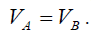 V_A = V_B .